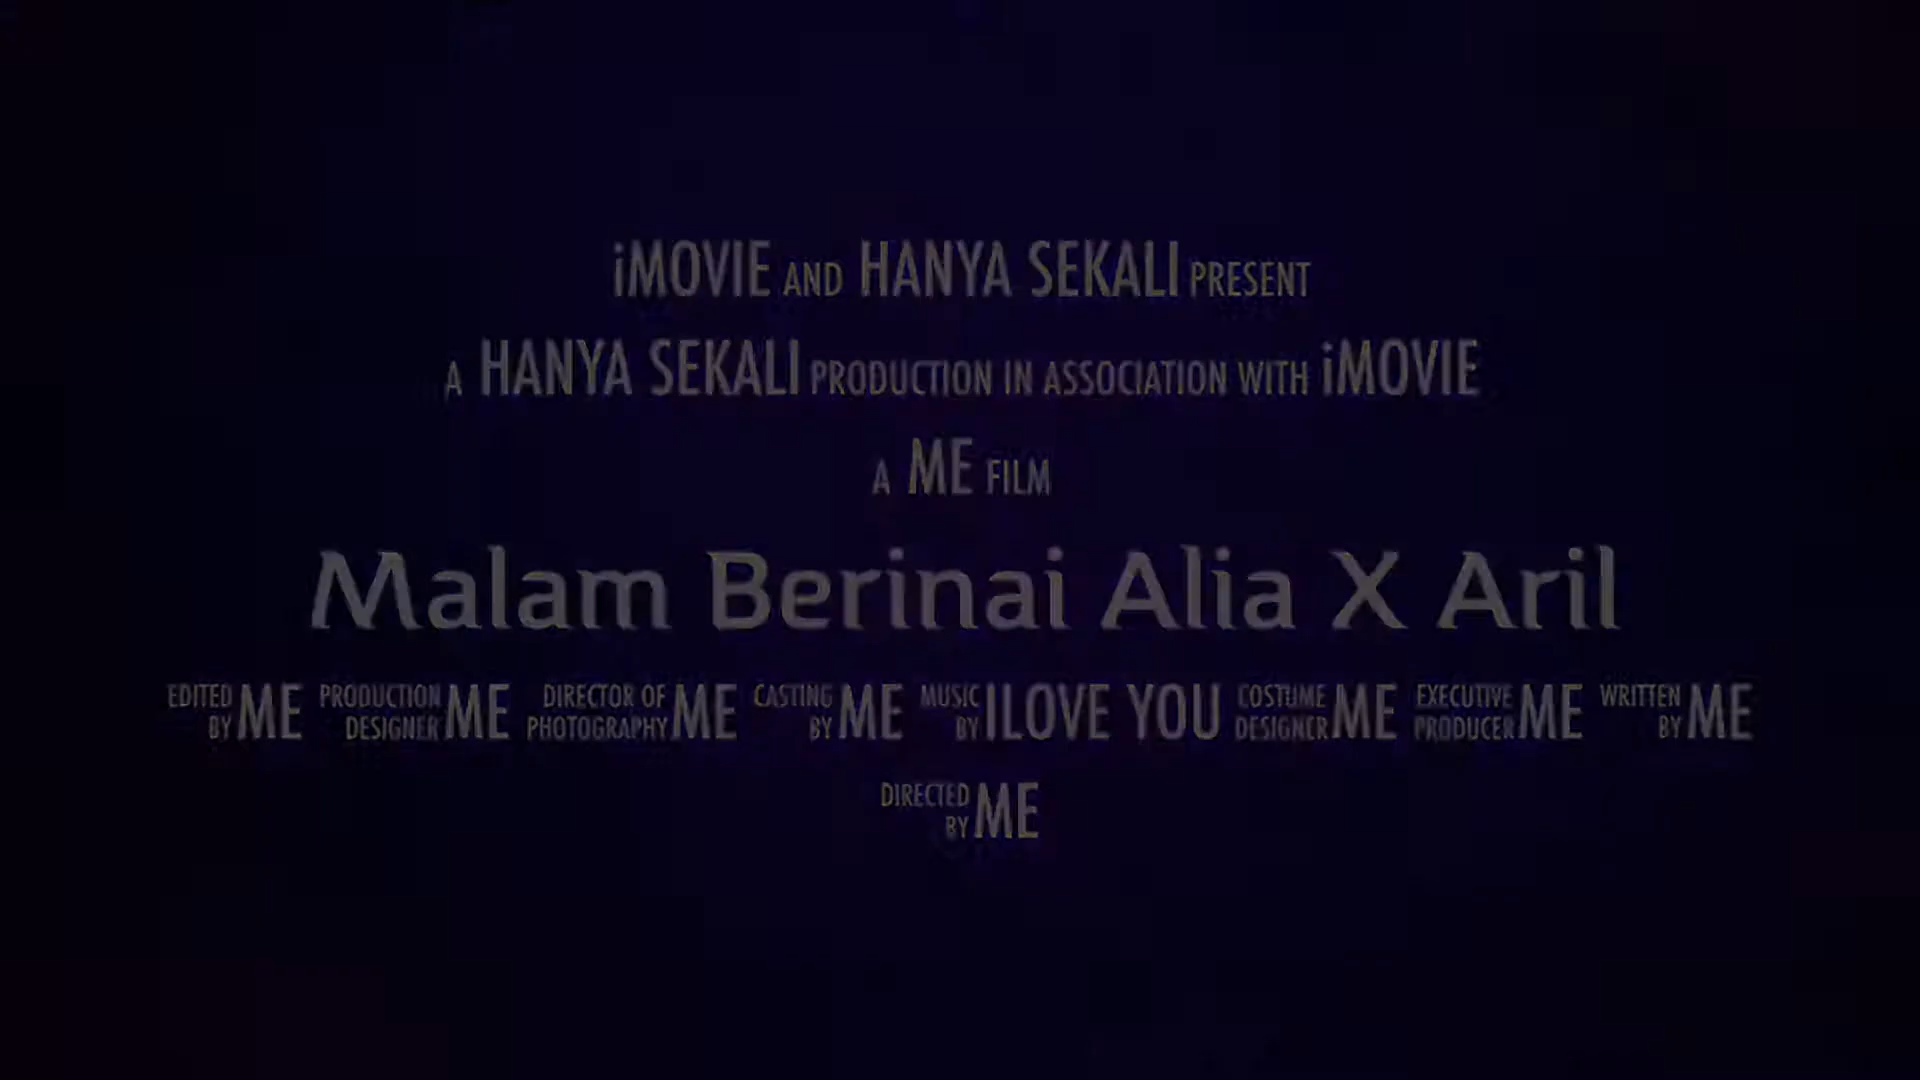 iMOVIE AND HANYA SEKALI PRESENT
A HANYA SEKALI PRODUCTION IN ASSOCIATION WITH iMOVIE
A ME FILM
Malam Berinai Alia X Aril
EDITED BY ME PRODUCTION DESIGNER ME DIRECTOR OF PHOTOGRAPHY ME CASTING BY ME MUSIC BY ILOVE YOU COSTUME DESIGNER ME EXECUTIVE PRODUCER ME WRITTEN BY ME
DIRECTED BY ME